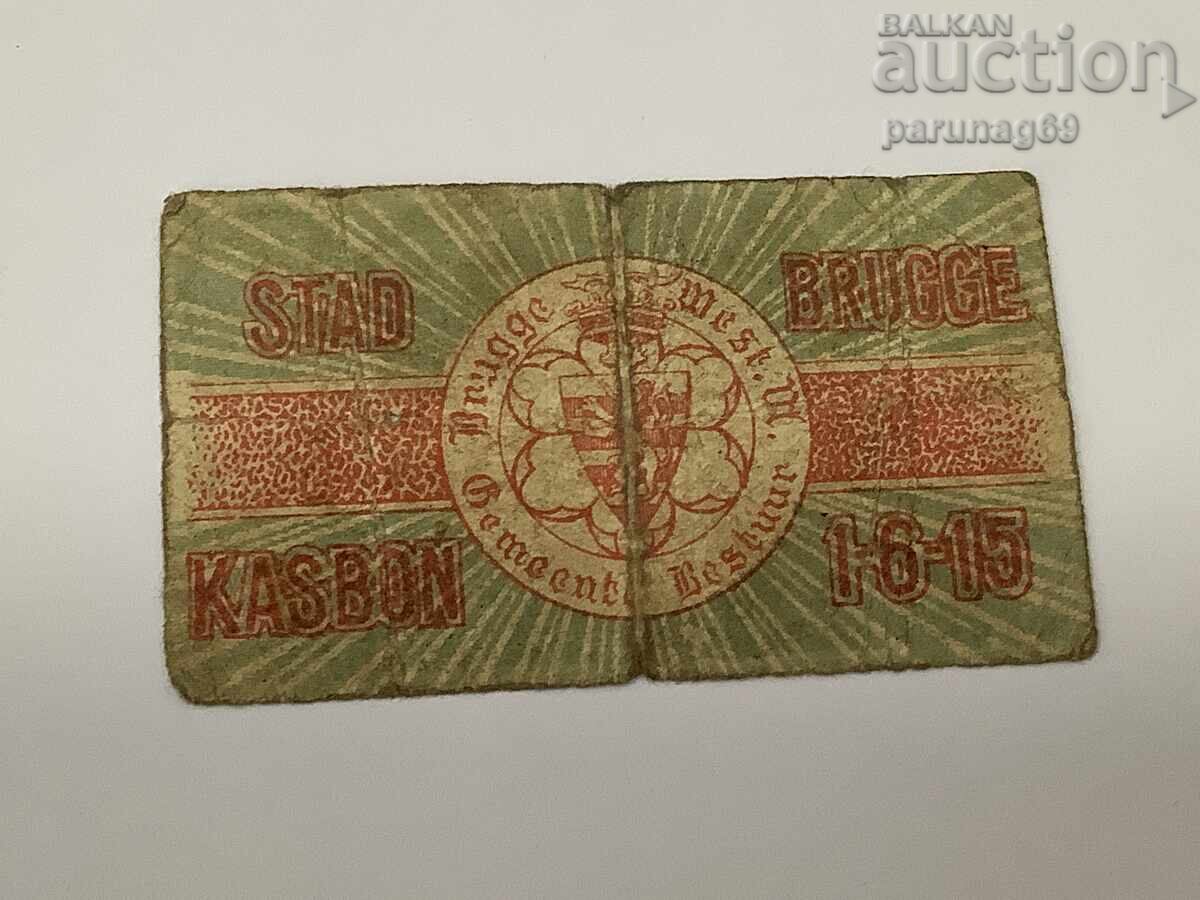 BALKAN
auction
parunag69
STAD BRUGGE
Brugge West. Vl.
Gemeente Bestuur
KASBON 1-6-15